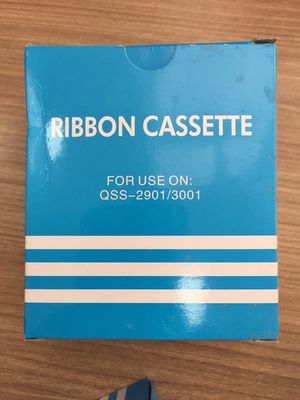 RIBBON CASSETTE
FOR USE ON:
QSS-2901/3001